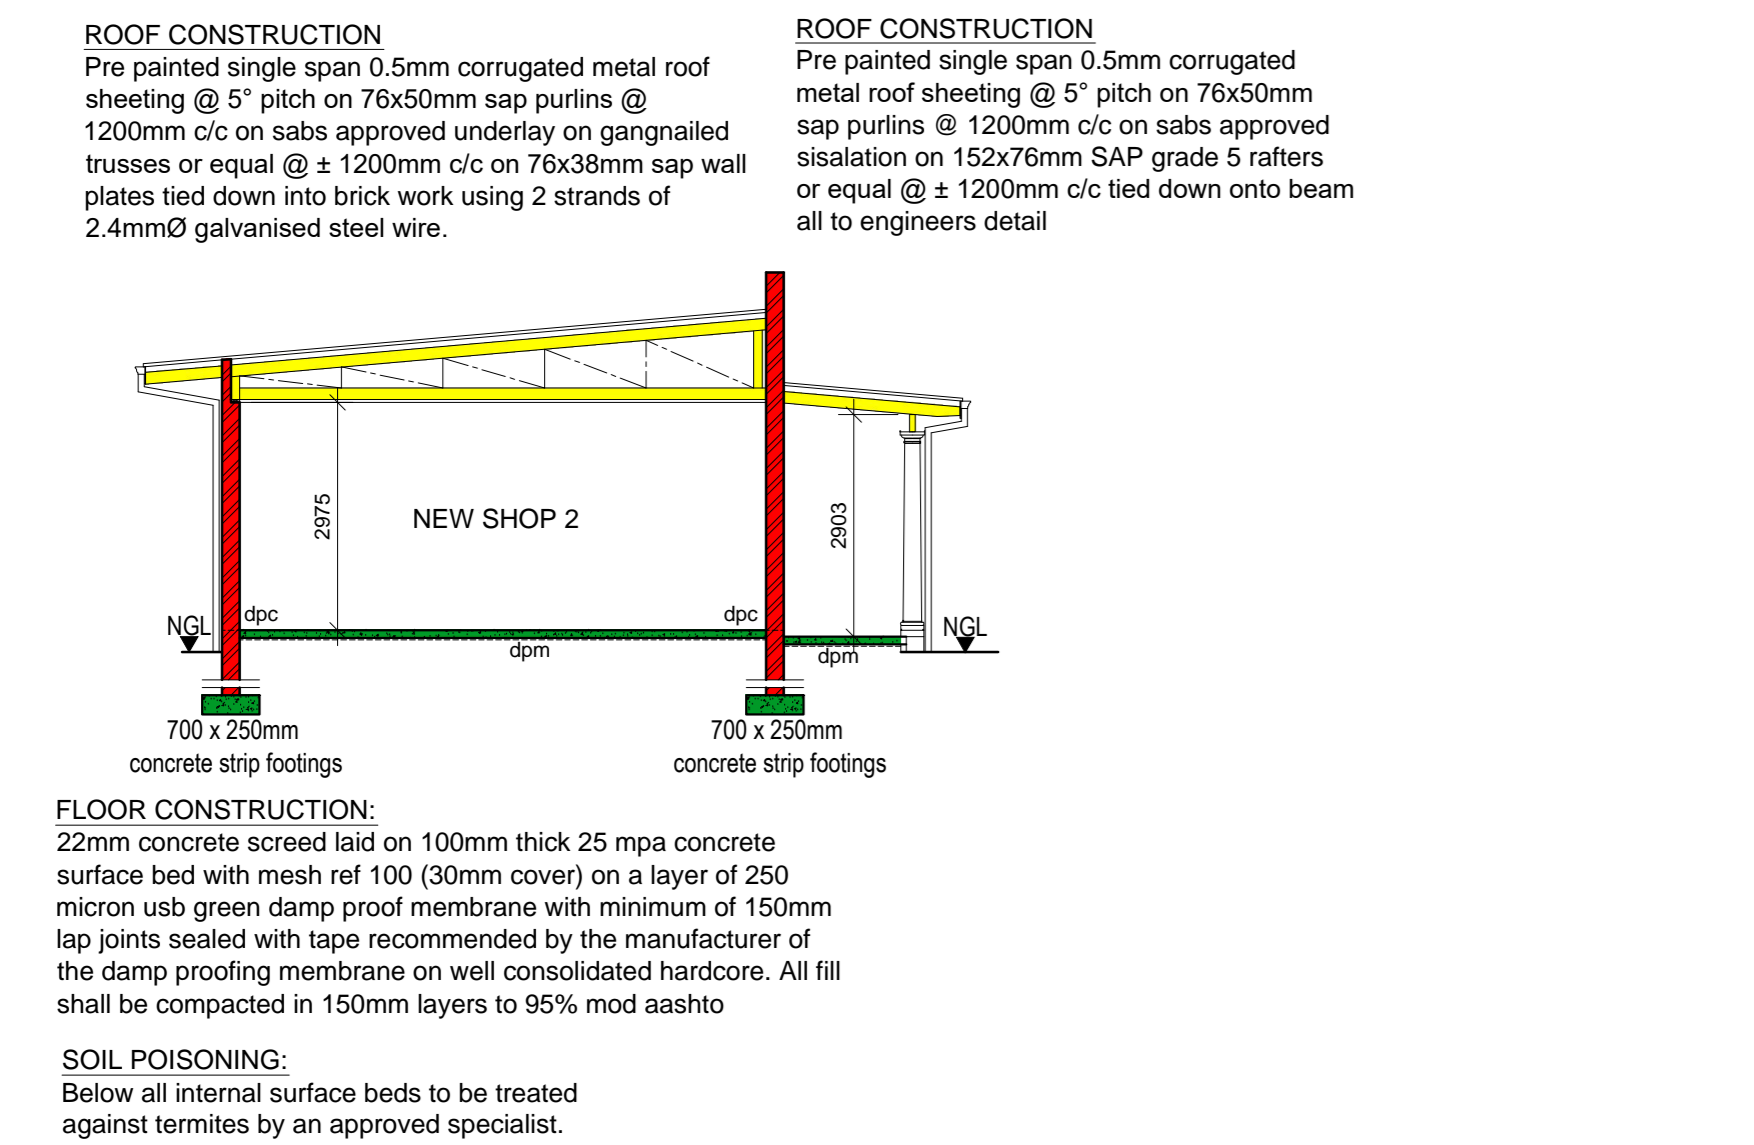 ROOF CONSTRUCTION
Pre painted single span 0.5mm corrugated metal roof
sheeting @ 5° pitch on 76x50mm sap purlins @
1200mm c/c on sabs approved underlay on gangnailed
trusses or equal @ ± 1200mm c/c on 76x38mm sap wall
plates tied down into brick work using 2 strands of
2.4mmØ galvanised steel wire.
ROOF CONSTRUCTION
Pre painted single span 0.5mm corrugated
metal roof sheeting @ 5° pitch on 76x50mm
sap purlins @ 1200mm c/c on sabs approved
sisalation on 152x76mm SAP grade 5 rafters
or equal @ ± 1200mm c/c tied down onto beam
all to engineers detail
2975
NEW SHOP 2
2903
NGL
dpc
dpc
NGL
dpm
dpm
700 x 250mm
concrete strip footings
700 x 250mm
concrete strip footings
FLOOR CONSTRUCTION:
22mm concrete screed laid on 100mm thick 25 mpa concrete
surface bed with mesh ref 100 (30mm cover) on a layer of 250
micron usb green damp proof membrane with minimum of 150mm
lap joints sealed with tape recommended by the manufacturer of
the damp proofing membrane on well consolidated hardcore. All fill
shall be compacted in 150mm layers to 95% mod aashto
SOIL POISONING:
Below all internal surface beds to be treated
against termites by an approved specialist.